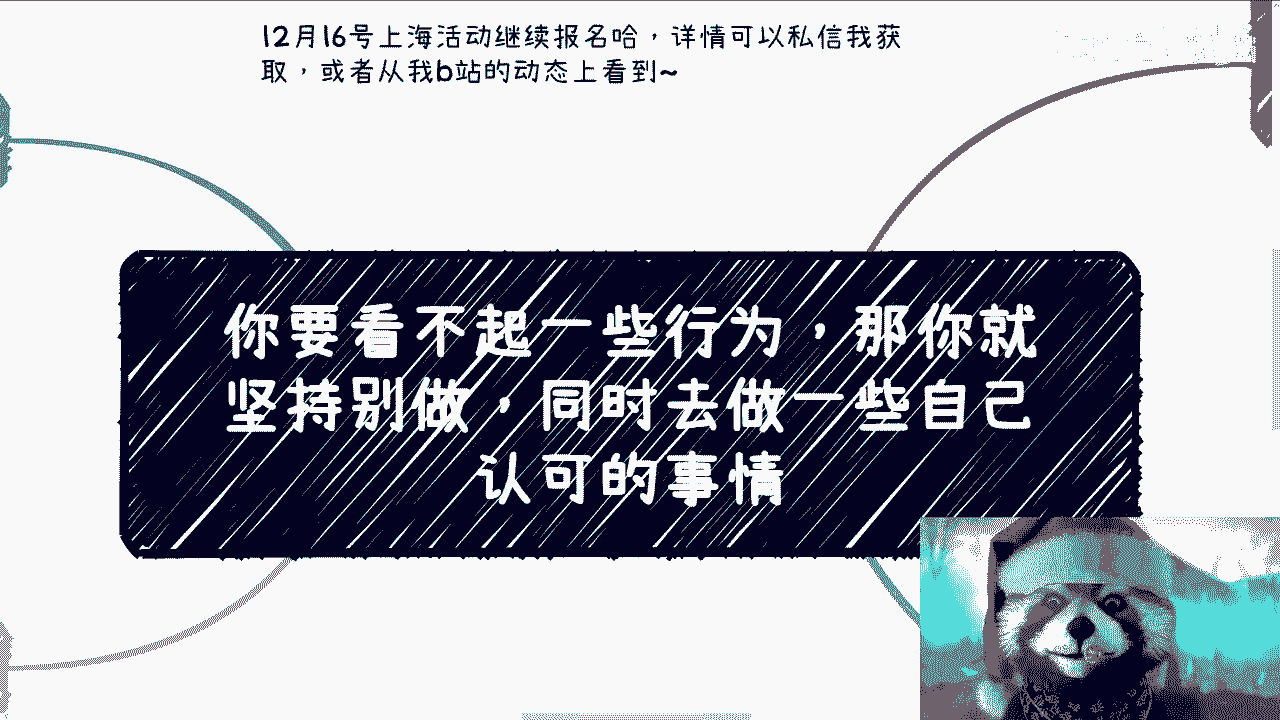 12月16号上海活动继续报名哈，详情可以私信我获
取，或者从我b站的动态上看到~
你要看不起一些行为，那你就
坚持别做，同时去做一些自己
认可的事情